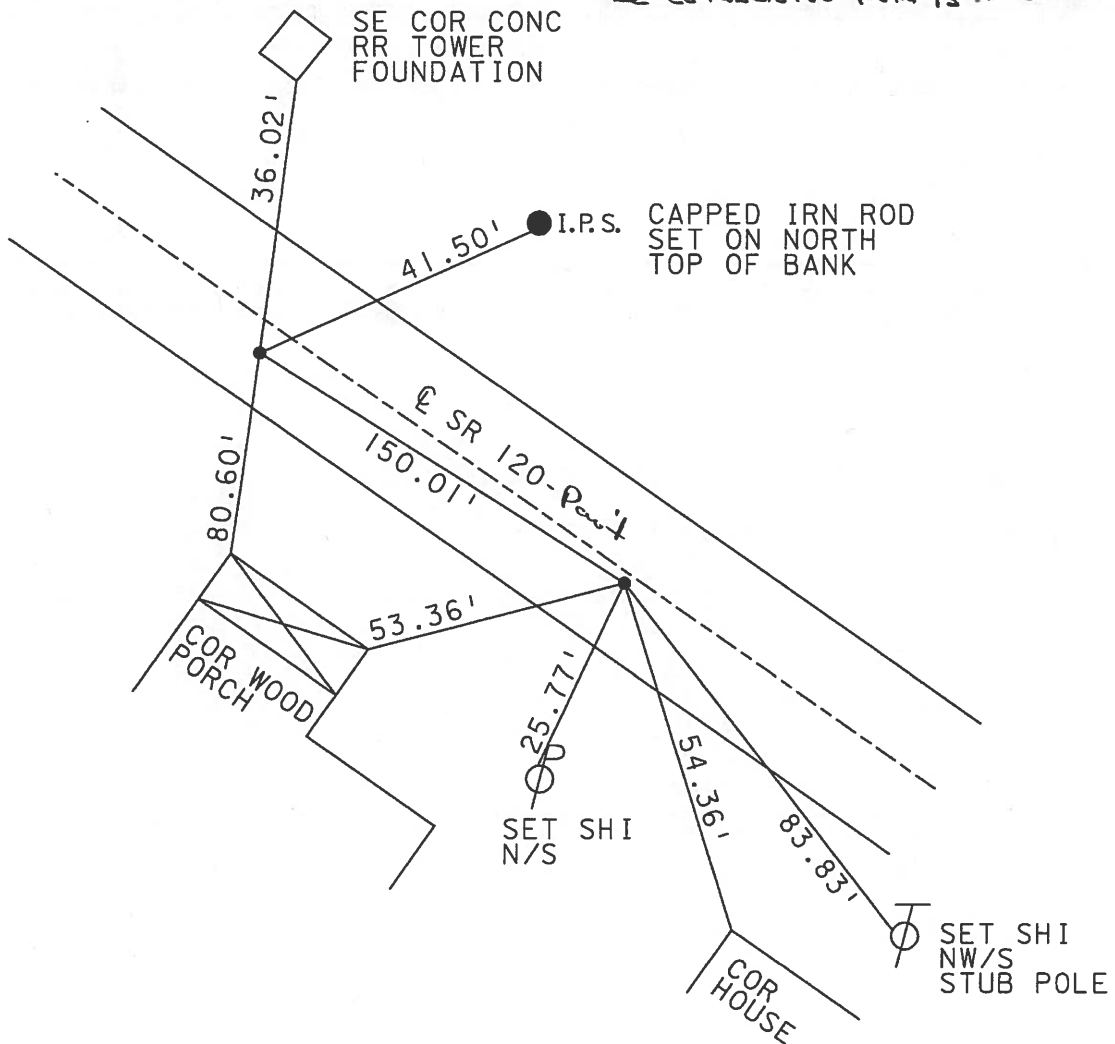 SE COR CONC
RR TOWER
FOUNDATION
36.02'
I.P.S.
CAPPED IRN ROD
SET ON NORTH
TOP OF BANK
41.50'
℄ SR 120-
150.01'
80.60'
53.36'
COR WOOD
PORCH
25.77'
SET SHI
N/S
54.36'
83.83'
COR
HOUSE
SET SHI
NW/S
STUB POLE